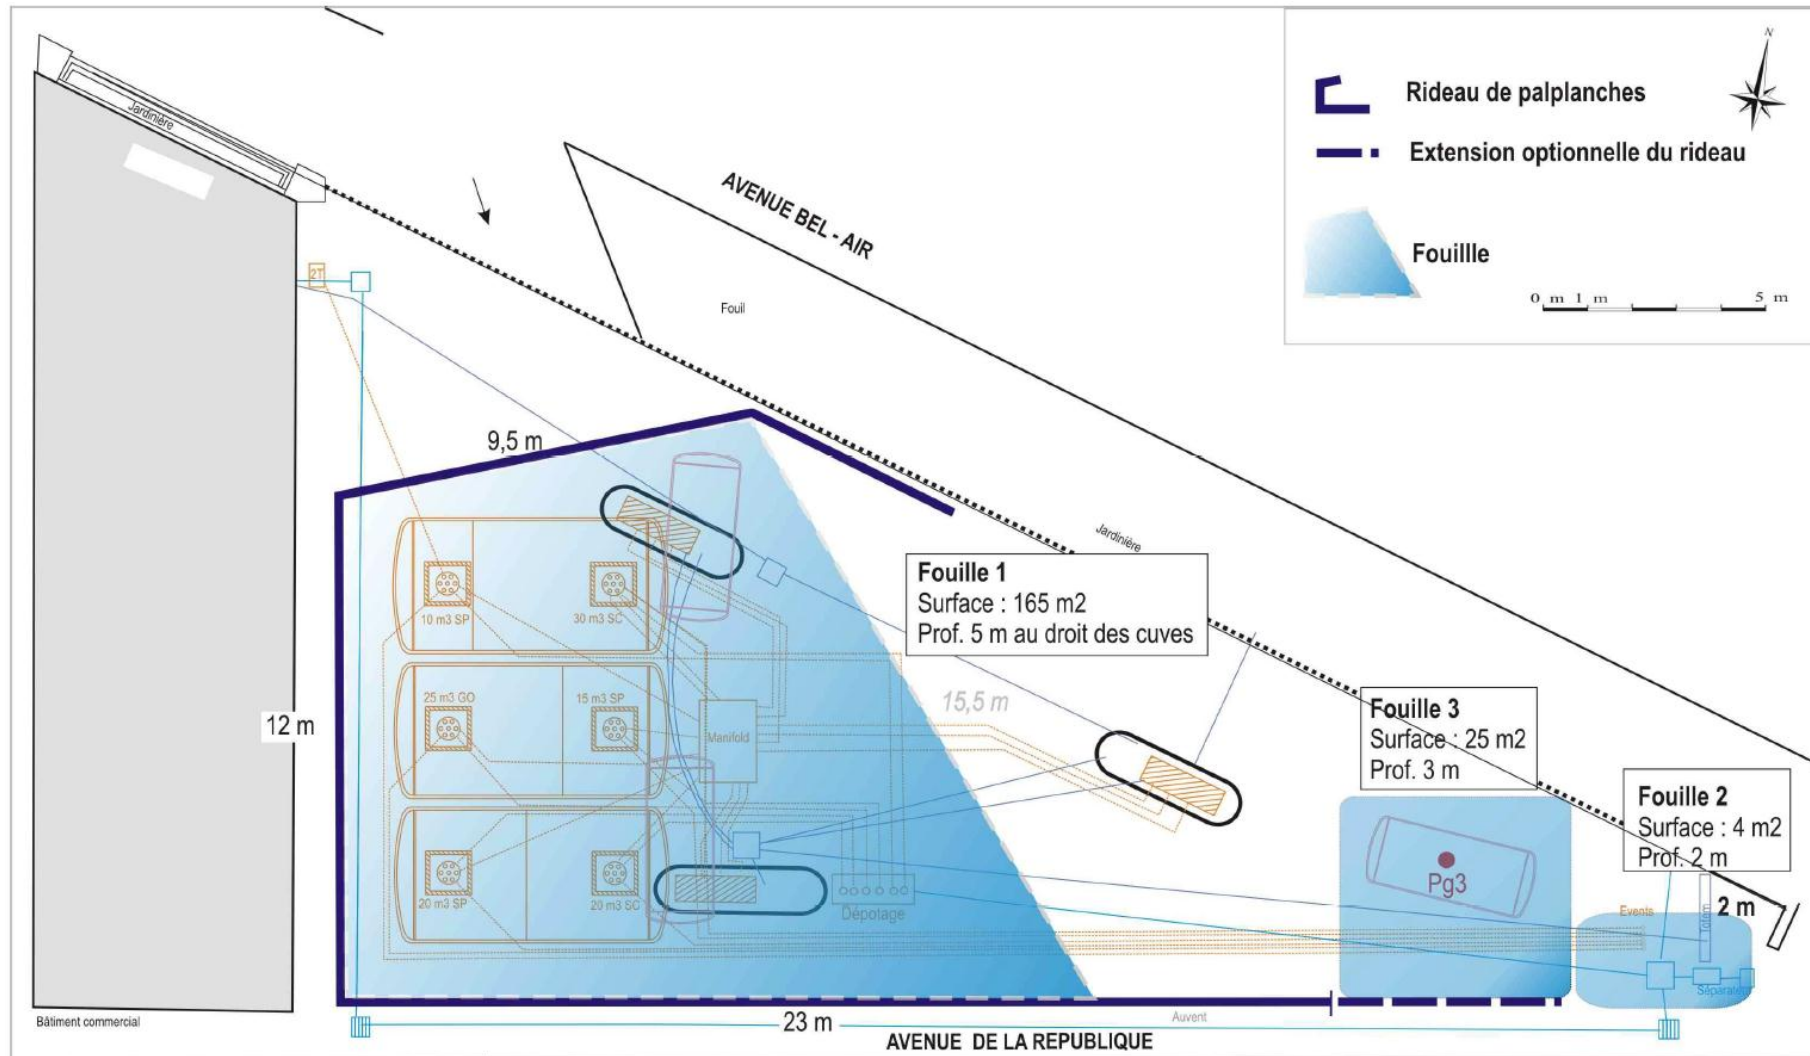 N
Rideau de palplanches
Extension optionnelle du rideau
Fouillle
0 m 1 m 5 m
Jardinière
AVENUE BEL - AIR
2T
Fouil
9,5 m
Jardinière
Fouille 1
Surface : 165 m2
Prof. 5 m au droit des cuves
10 m3 SP
30 m3 SC
25 m3 GO
15 m3 SP
15,5 m
Manifold
12 m
Fouille 3
Surface : 25 m2
Prof. 3 m
Fouille 2
Surface : 4 m2
Prof. 2 m
Pg3
20 m3 SP
20 m3 SC
Dépotage
Events
Totem
2 m
Séparateur
Bâtiment commercial
23 m
Auvent
AVENUE DE LA REPUBLIQUE